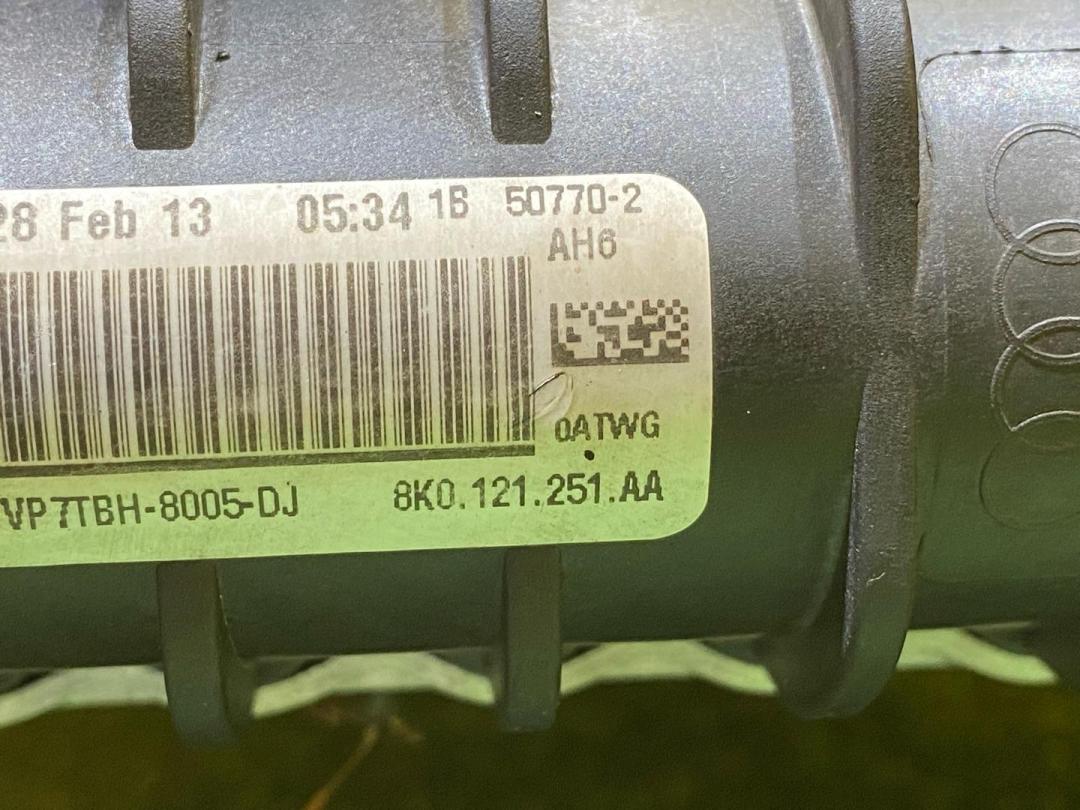 28 Feb 13 05:34 1B 50770-2
AH6
0ATWG
VP7TBH-8005-DJ 8K0.121.251.AA